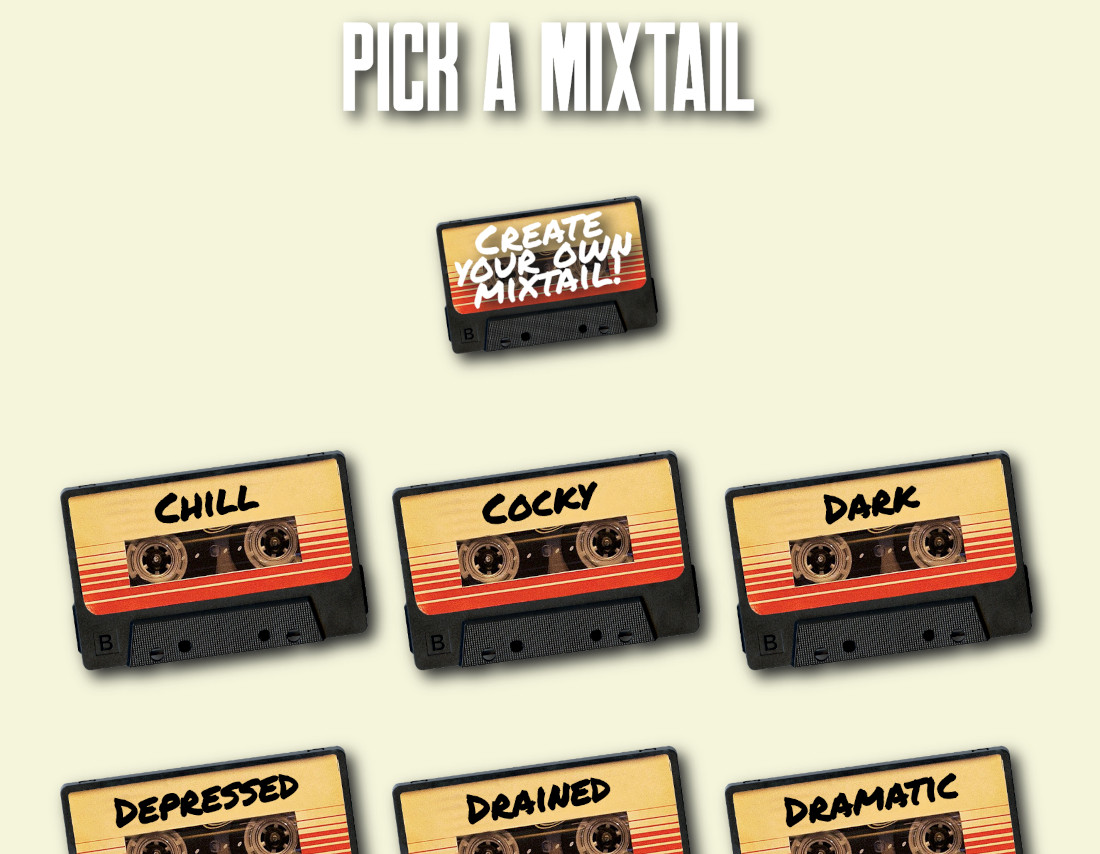 PICK A MIXTAIL
CREATE
YOUR OWN
MIXTAIL!
CHILL
COCKY
DARK
B
B
B
DEPRESSED
DRAINED
DRAMATIC